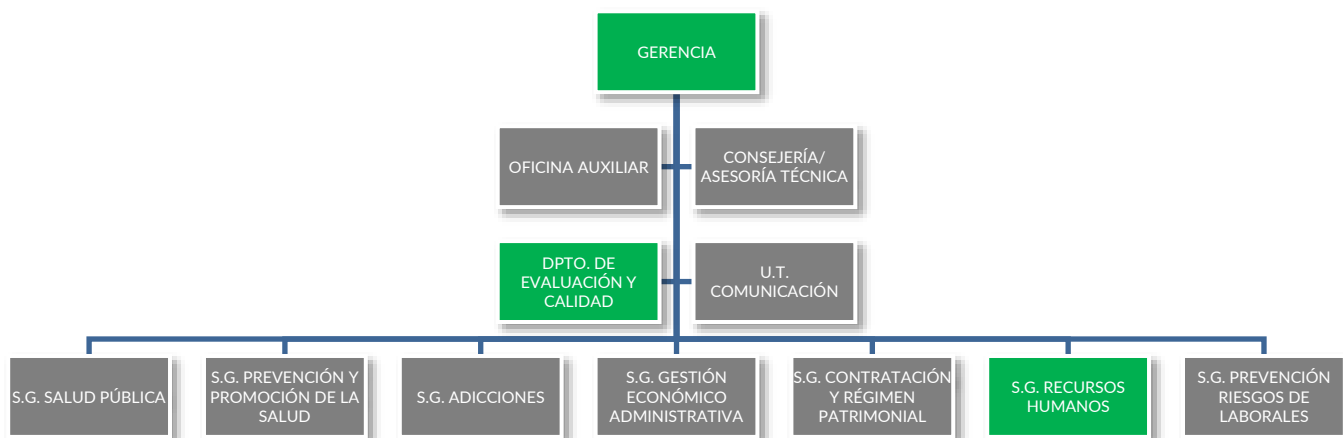 GERENCIA
OFICINA AUXILIAR
CONSEJERÍA/
ASESORÍA TÉCNICA
DPTO. DE
EVALUACIÓN Y
CALIDAD
U.T.
COMUNICACIÓN
S.G. SALUD PÚBLICA
S.G. PREVENCIÓN Y
PROMOCIÓN DE LA
SALUD
S.G. ADICCIONES
S.G. GESTIÓN
ECONÓMICO
ADMINISTRATIVA
S.G. CONTRATACIÓN
Y RÉGIMEN
PATRIMONIAL
S.G. RECURSOS
HUMANOS
S.G. PREVENCIÓN
RIESGOS DE
LABORALES